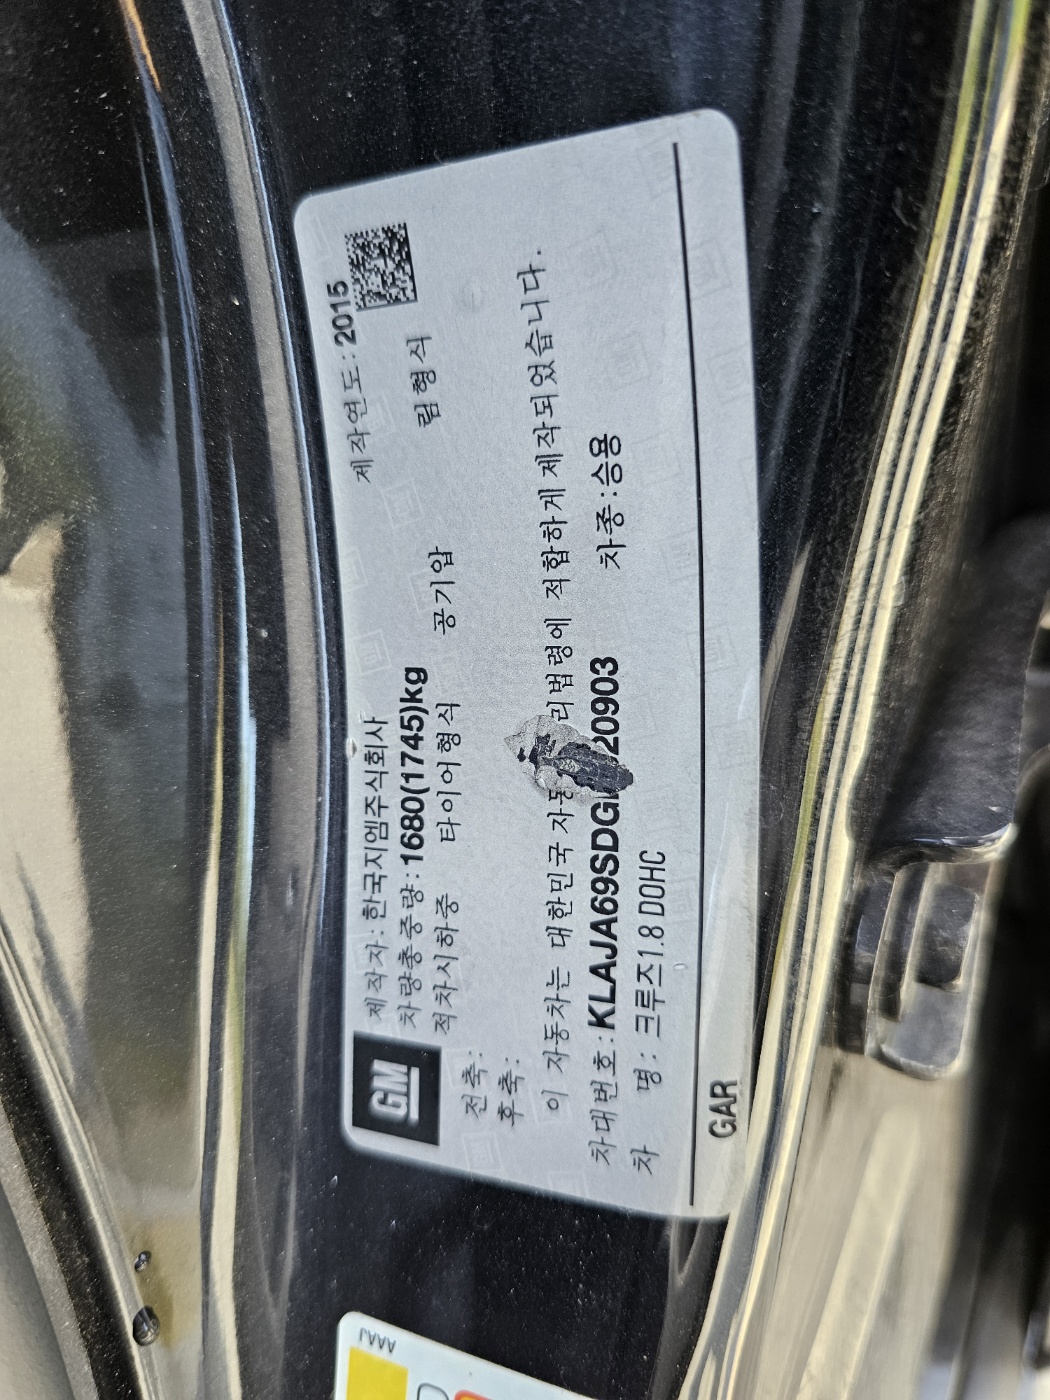 GM
제작자: 한국지엠주식회사 제작연도: 2015
차량총중량: 1680(1745)kg
적차시하중 타이어형식 공기압 림형식
전축:
후축:
이 자동차는 대한민국 법령에 적합하게 제작되었습니다.
차대번호: KLAJA69SDG 20903 차종: 승용
차 명: 크루즈1.8 DOHC
GAR
AAAJ